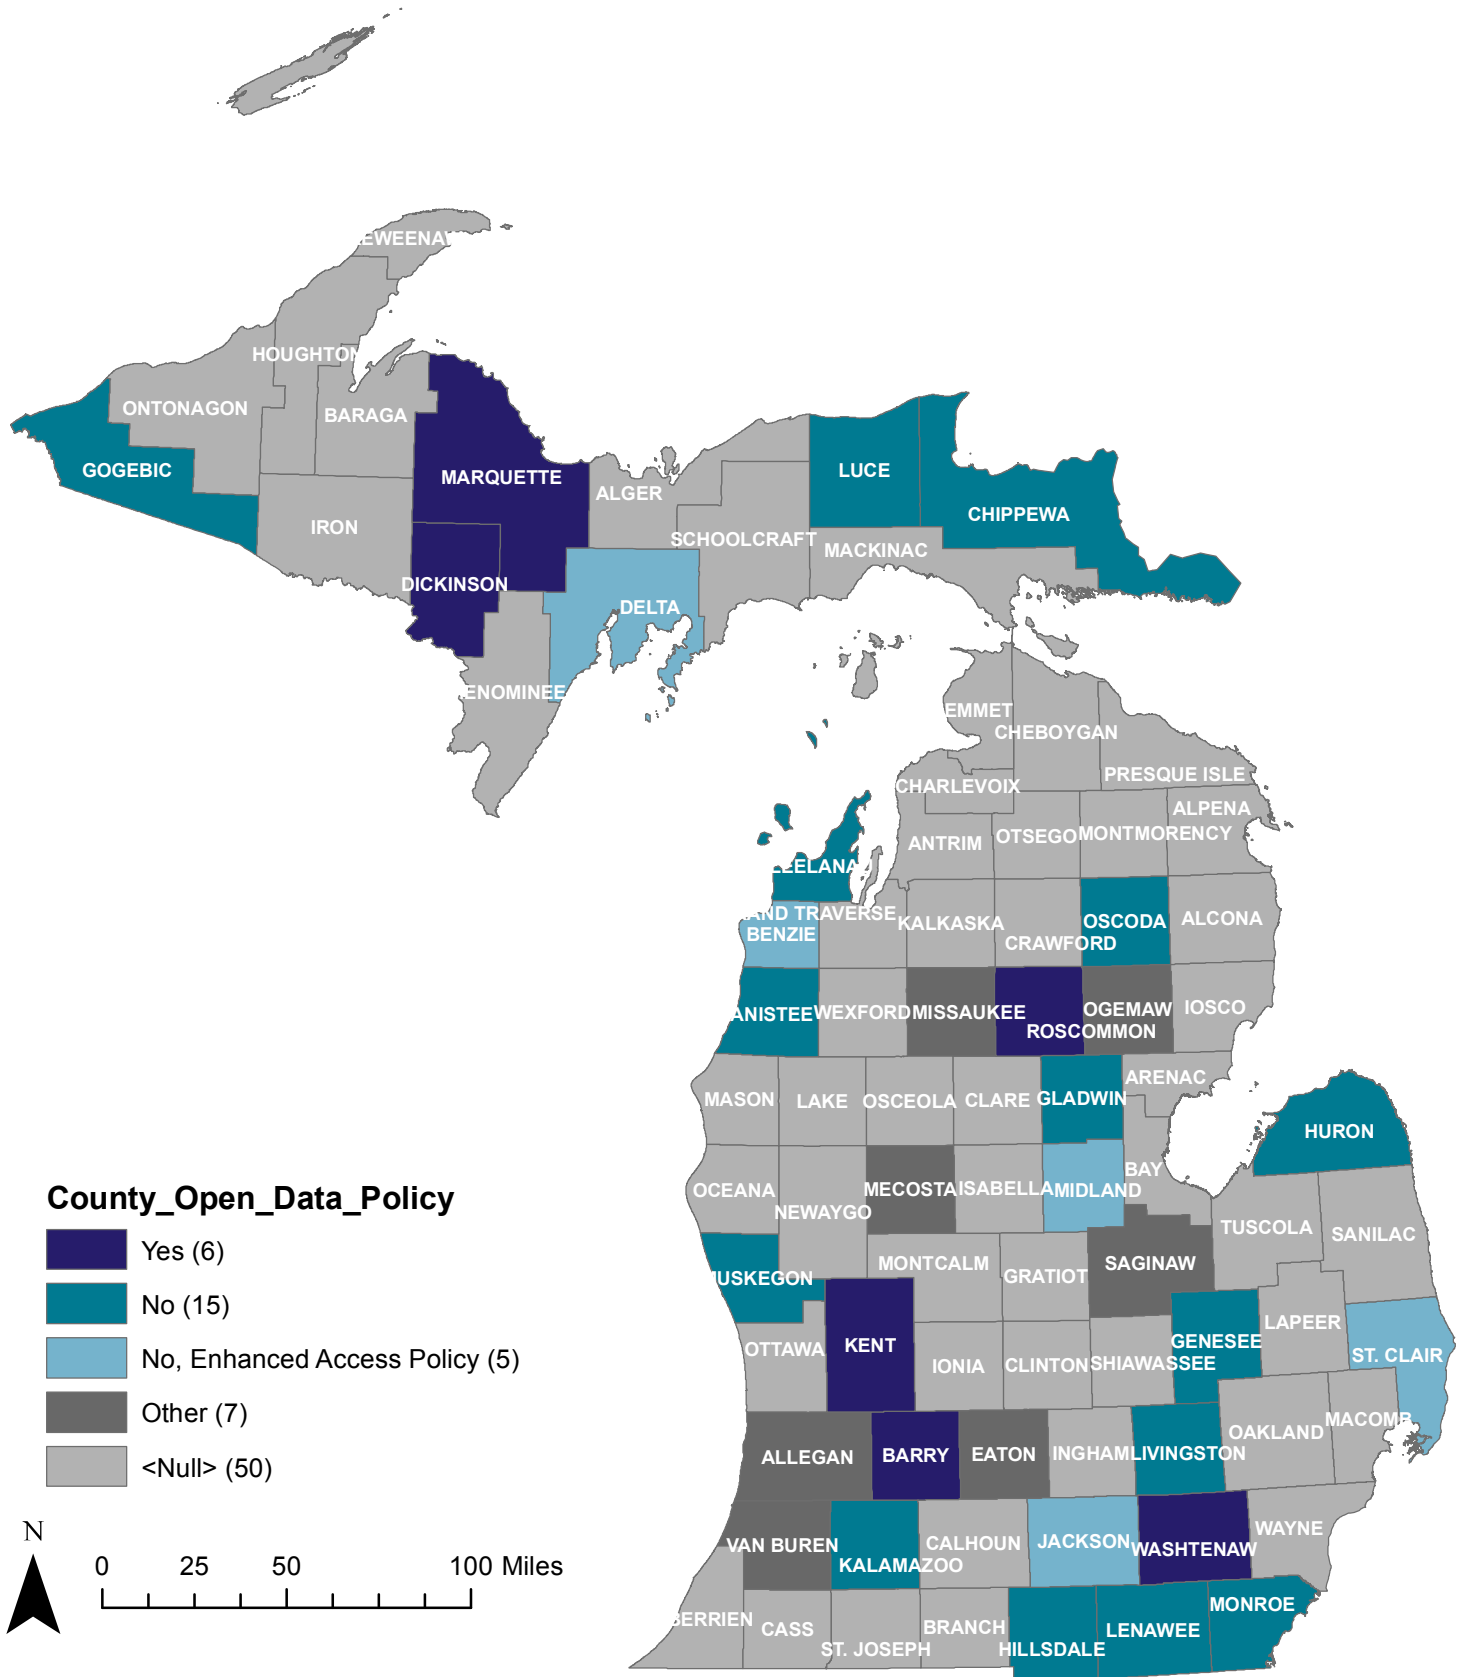 EWEENA
HOUGHTON
ONTONAGON
BARAGA
GOGEBIC
MARQUETTE
LUCE
ALGER
CHIPPEWA
IRON
SCHOOLCRAFT
MACKINAC
DICKINSON
DELTA
ENOMINEE
EMMET
CHEBOYGAN
PRESQUE ISLE
CHARLEVOIX
ALPENA
OTSEGO
MONTMORENCY
ANTRIM
LEELANAU
AND TRAVERSE
KALKASKA
OSCODA
ALCONA
BENZIE
CRAWFORD
ANISTEE
WEXFORD
MISSAUKEE
OGEMAW
IOSCO
ROSCOMMON
ARENAC
MASON
LAKE
OSCEOLA
CLARE
GLADWIN
HURON
BAY
OCEANA
MECOSTA
ISABELLA
MIDLAND
NEWAYGO
TUSCOLA
SANILAC
MONTCALM
SAGINAW
USKEGON
GRATIOT
LAPEER
GENESEE
OTTAWA
KENT
IONIA
CLINTON
SHIAWASSEE
ST. CLAIR
MACOMB
OAKLAND
ALLEGAN
BARRY
EATON
INGHAM
LIVINGSTON
WAYNE
VAN BUREN
CALHOUN
JACKSON
WASHTENAW
KALAMAZOO
MONROE
BERRIEN
CASS
BRANCH
LENAWEE
ST. JOSEPH
HILLSDALE
County_Open_Data_Policy
Yes (6)
No (15)
No, Enhanced Access Policy (5)
Other (7)
<Null> (50)
N
0 25 50 100 Miles